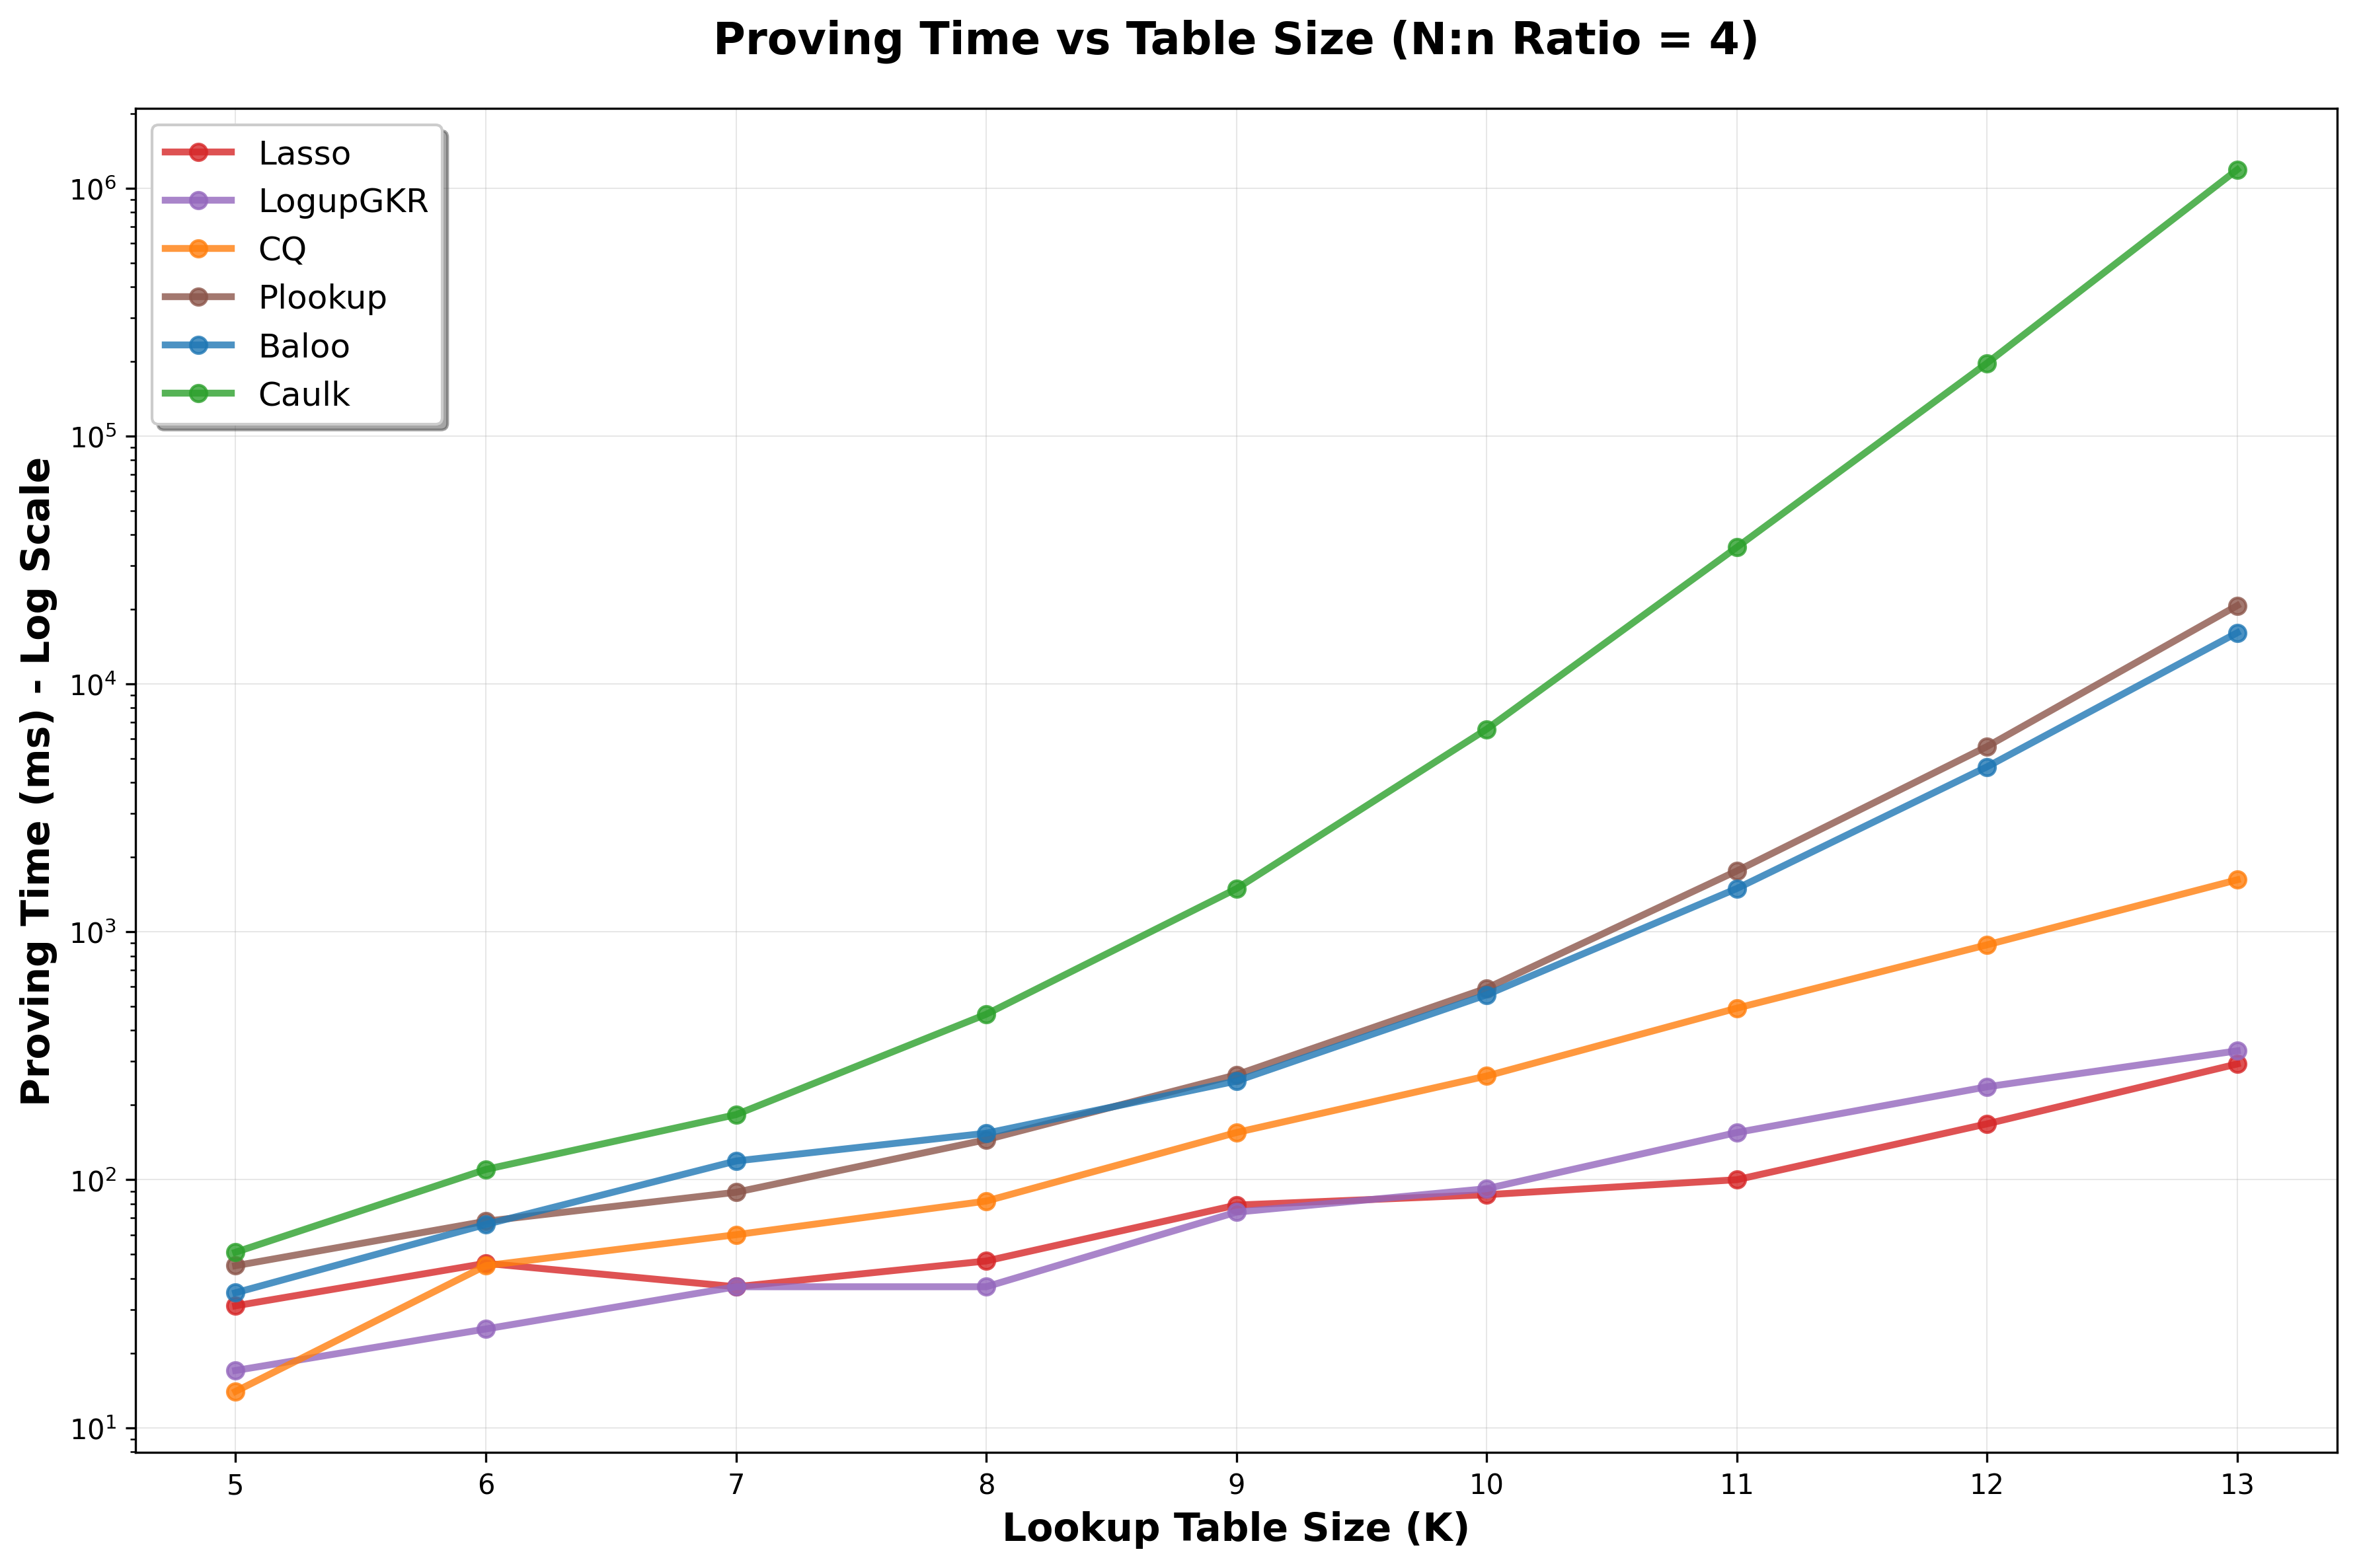 Proving Time vs Table Size (N:n Ratio = 4)
Proving Time (ms) - Log Scale
10⁶
10⁵
10⁴
10³
10²
10¹
Lasso
LogupGKR
CQ
Plookup
Baloo
Caulk
5 6 7 8 9 10 11 12 13
Lookup Table Size (K)